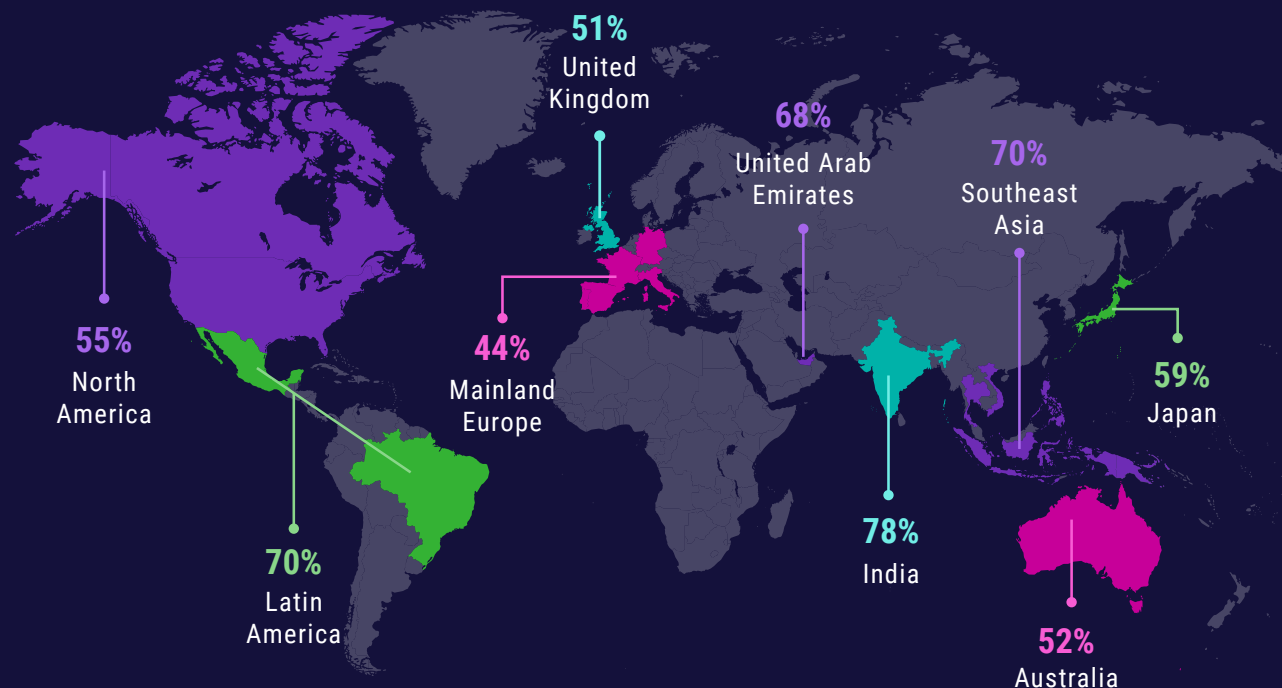 51%
United
Kingdom
68%
United Arab
Emirates
70%
Southeast
Asia
55%
North
America
44%
Mainland
Europe
59%
Japan
78%
India
70%
Latin
America
52%
Australia